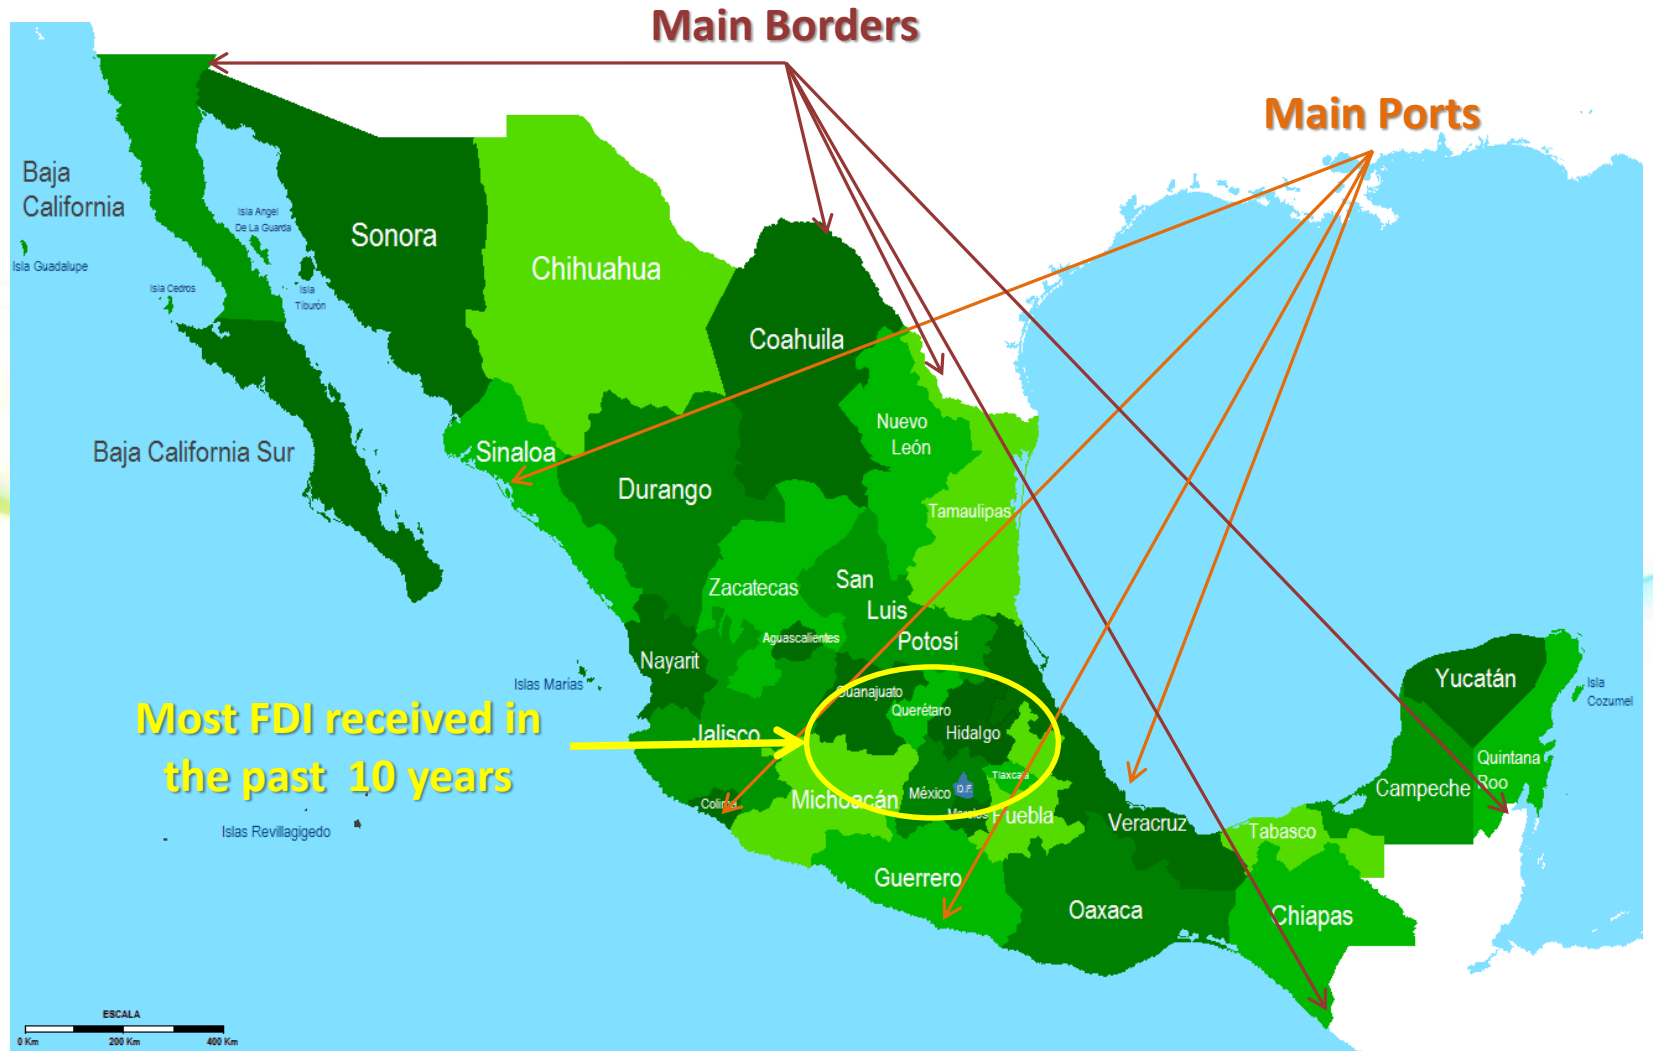 Main Borders
Main Ports
Baja
California
Isla Angel
De La Guarda
Sonora
Isla Guadalupe
Chihuahua
Isla Cedros
Isla
Tiburón
Coahuila
Nuevo
León
Baja California Sur
Sinaloa
Durango
Tamaulipas
Zacatecas
San
Luis
Potosí
Aguascalientes
Nayarit
Islas Marías
Guanajuato
Querétaro
Hidalgo
Jalisco
Most FDI received in
the past 10 years
Yucatán
Isla
Cozumel
Quintana
Roo
Campeche
Tlaxcala
México
D.F.
Michoacán
Colima
Morelos
Puebla
Veracruz
Tabasco
Islas Revillagigedo
Guerrero
Oaxaca
Chiapas
ESCALA
0 Km
200 Km
400 Km